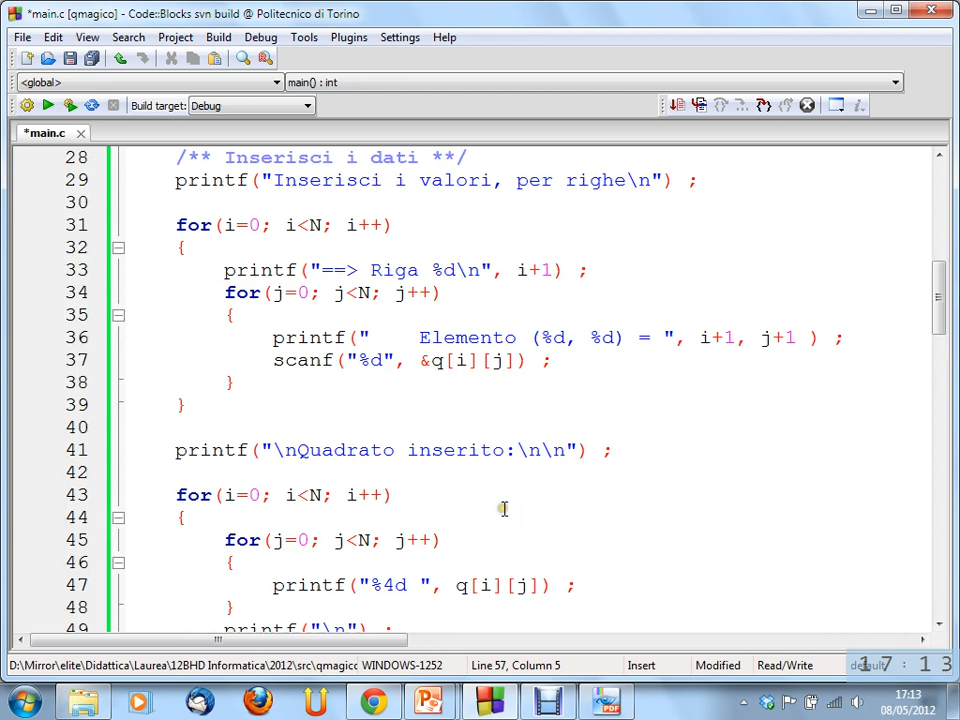 *main.c [qmagico] - Code::Blocks svn build @ Politecnico di Torino
File Edit View Search Project Build Debug Tools Plugins Settings Help
<global> main() : int
Build target: Debug
*main.c
28 /** Inserisci i dati **/
29 printf("Inserisci i valori, per righe\n") ;
30
31 for(i=0; i<N; i++)
32 {
33 printf("==> Riga %d\n", i+1) ;
34 for(j=0; j<N; j++)
35 {
36 printf("    Elemento (%d, %d) = ", i+1, j+1 ) ;
37 scanf("%d", &q[i][j]) ;
38 }
39 }
40
41 printf("\nQuadrato inserito:\n\n") ;
42
43 for(i=0; i<N; i++)
44 {
45 for(j=0; j<N; j++)
46 {
47 printf("%4d ", q[i][j]) ;
48 }
49 printf("\n") ;
D:\Mirror\elite\Didattica\Laurea\12BHD Informatica\2012\src\qmagico WINDOWS-1252 Line 57, Column 5 Insert Modified Read/Write default
17:13
17:13
08/05/2012